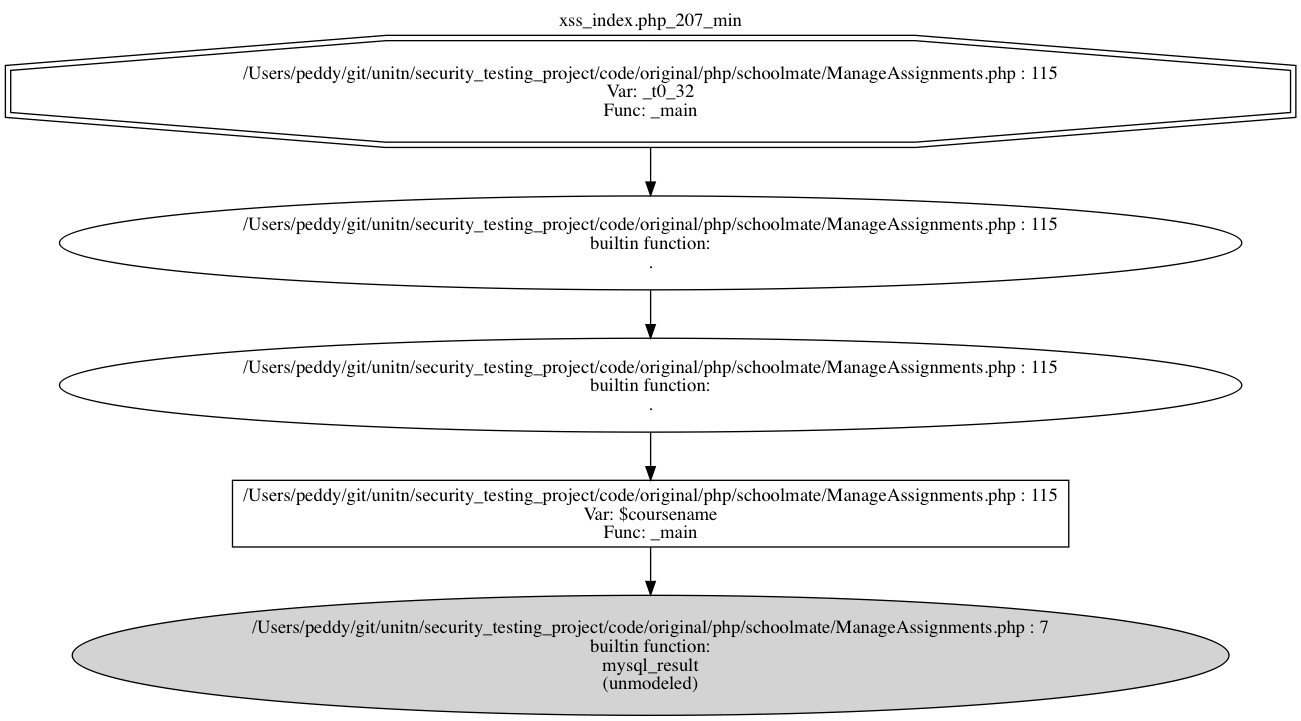 xss_index.php_207_min
/Users/peddy/git/unitn/security_testing_project/code/original/php/schoolmate/ManageAssignments.php : 115
Var: _t0_32
Func: _main
/Users/peddy/git/unitn/security_testing_project/code/original/php/schoolmate/ManageAssignments.php : 115
builtin function:
.
/Users/peddy/git/unitn/security_testing_project/code/original/php/schoolmate/ManageAssignments.php : 115
builtin function:
.
/Users/peddy/git/unitn/security_testing_project/code/original/php/schoolmate/ManageAssignments.php : 115
Var: $coursename
Func: _main
/Users/peddy/git/unitn/security_testing_project/code/original/php/schoolmate/ManageAssignments.php : 7
builtin function:
mysql_result
(unmodeled)